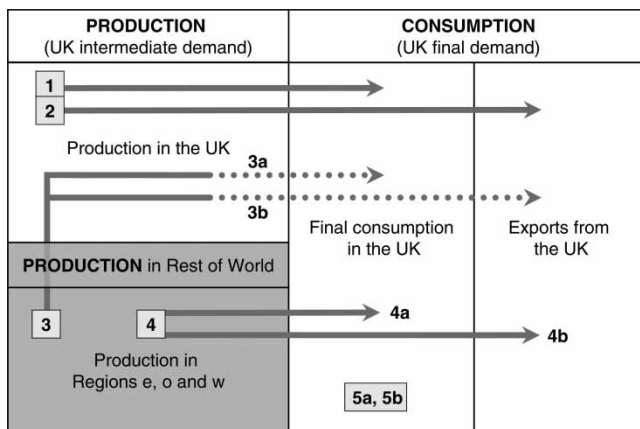 PRODUCTION
(UK intermediate demand)
CONSUMPTION
(UK final demand)
1
2
Production in the UK
3a
3b
Final consumption
in the UK
Exports from
the UK
PRODUCTION in Rest of World
3
4
4a
4b
Production in
Regions e, o and w
5a, 5b